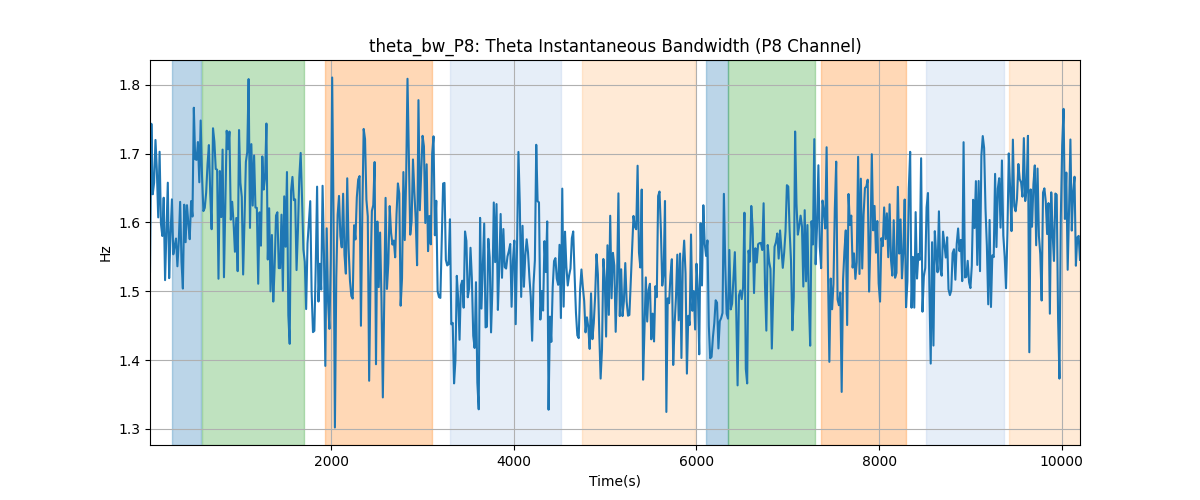 theta_bw_P8: Theta Instantaneous Bandwidth (P8 Channel)
Hz
1.8
1.7
1.6
1.5
1.4
1.3
2000 4000 6000 8000 10000
Time(s)